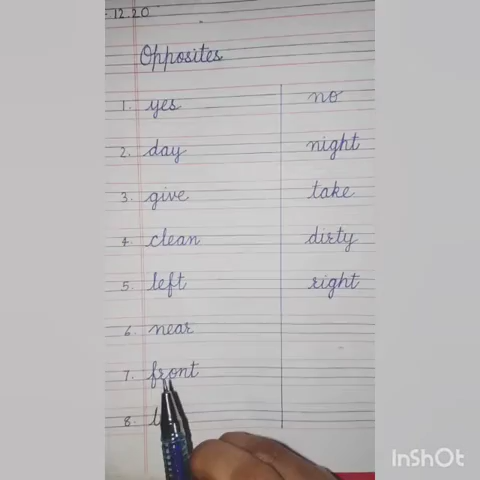 12.20
Opposites
1. yes no
2. day night
3. give take
4. clean dirty
5. left right
6. near
7. front
8.
InShOt